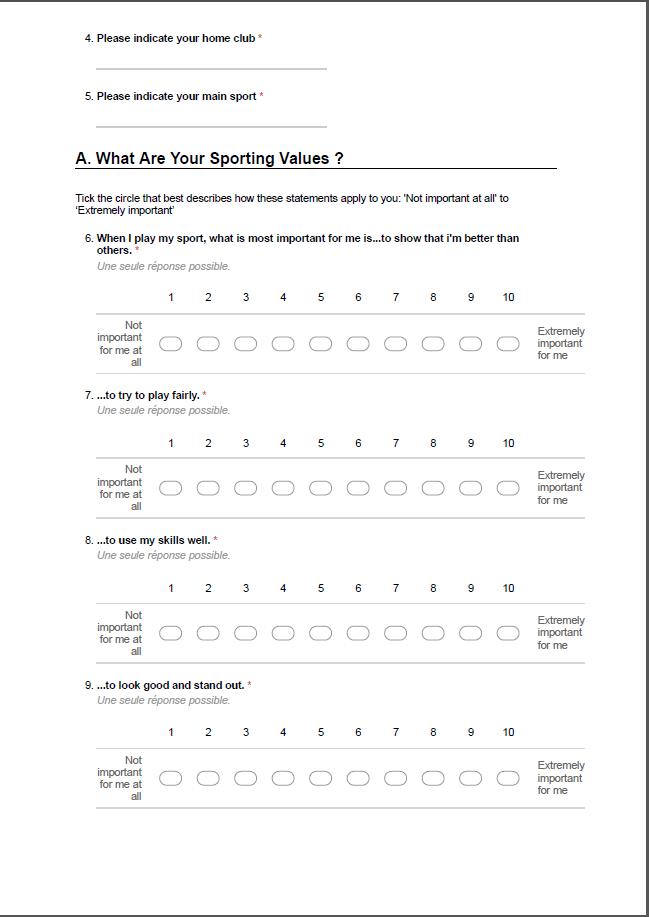 4. Please indicate your home club *
5. Please indicate your main sport *
A. What Are Your Sporting Values ?
Tick the circle that best describes how these statements apply to you: 'Not important at all' to
‘Extremely important’
6. When I play my sport, what is most important for me is...to show that i'm better than
others. *
Une seule réponse possible.
1 2 3 4 5 6 7 8 9 10
Not
important
for me at
all
Extremely
important
for me
7. ...to try to play fairly. *
Une seule réponse possible.
1 2 3 4 5 6 7 8 9 10
Not
important
for me at
all
Extremely
important
for me
8. ...to use my skills well. *
Une seule réponse possible.
1 2 3 4 5 6 7 8 9 10
Not
important
for me at
all
Extremely
important
for me
9. ...to look good and stand out. *
Une seule réponse possible.
1 2 3 4 5 6 7 8 9 10
Not
important
for me at
all
Extremely
important
for me